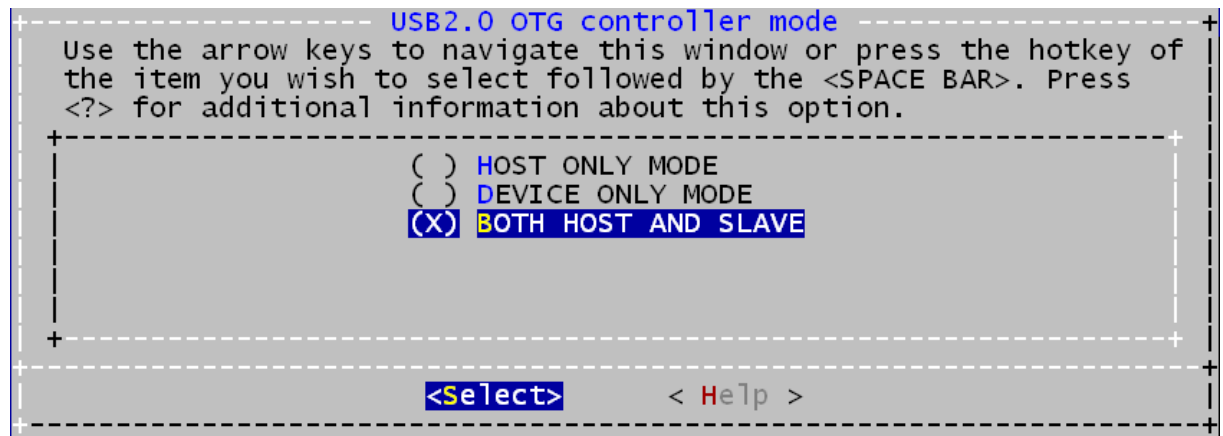 USB2.0 OTG controller mode
Use the arrow keys to navigate this window or press the hotkey of
the item you wish to select followed by the <SPACE BAR>. Press
<?> for additional information about this option.
( ) HOST ONLY MODE
( ) DEVICE ONLY MODE
(X) BOTH HOST AND SLAVE
<Select> < Help >